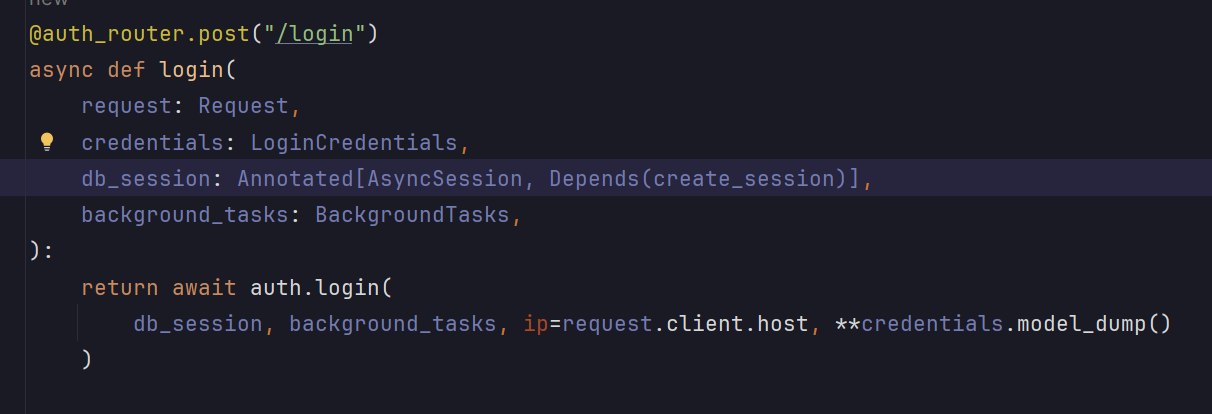 new
@auth_router.post("/login")
async def login(
    request: Request,
    credentials: LoginCredentials,
    db_session: Annotated[AsyncSession, Depends(create_session)],
    background_tasks: BackgroundTasks,
):
    return await auth.login(
        db_session, background_tasks, ip=request.client.host, **credentials.model_dump()
    )